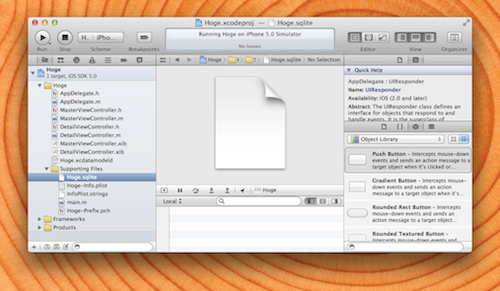 Hoge.xcodeproj — Hoge.sqlite
Run
Stop
Scheme
Breakpoints
Running Hoge on iPhone 5.0 Simulator
No Issues
Editor
View
Organizer
Hoge
Hoge.sqlite
No Selection
Hoge
1 target, iOS SDK 5.0
Hoge
AppDelegate.h
AppDelegate.m
MasterViewController.h
MasterViewController.m
DetailViewController.h
DetailViewController.m
MasterViewController.xib
DetailViewController.xib
Hoge.xcdatamodeld
Supporting Files
Hoge.sqlite
Hoge-Info.plist
InfoPlist.strings
main.m
Hoge-Prefix.pch
Frameworks
Products
Hoge
Local
Quick Help
AppDelegate : UIResponder
Name: UIResponder
Availability: iOS (2.0 and later)
Abstract: The UIResponder class defines an
interface for objects that respond to
and handle events. It is the superclass of
Object Library
Push Button - Intercepts mouse-down
events and sends an action message to a
target object when it's clicked or...
Gradient Button - Intercepts
mouse-down events and sends an action
message to a target object when it's...
Rounded Rect Button - Intercepts
mouse-down events and sends an action
message to a target object when it's...
Rounded Textured Button -
Intercepts mouse-down events and